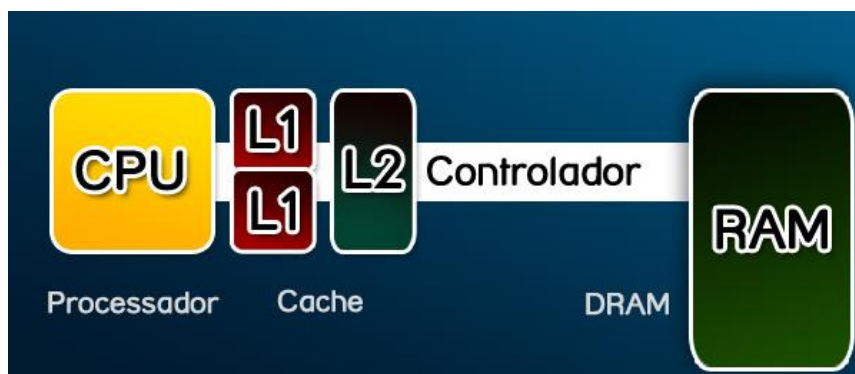 CPU
L1
L1
L2
Controlador
RAM
Processador
Cache
DRAM